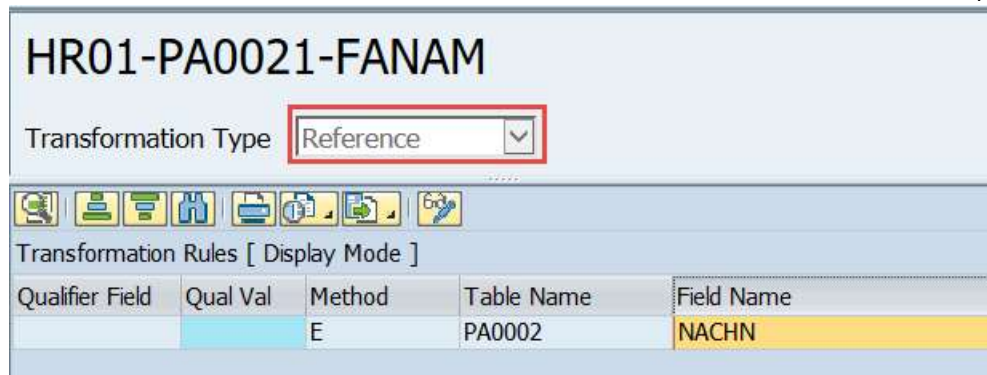 HR01-PA0021-FANAM
Transformation Type Reference
Transformation Rules [ Display Mode ]
Qualifier Field Qual Val Method Table Name Field Name
E PA0002 NACHN